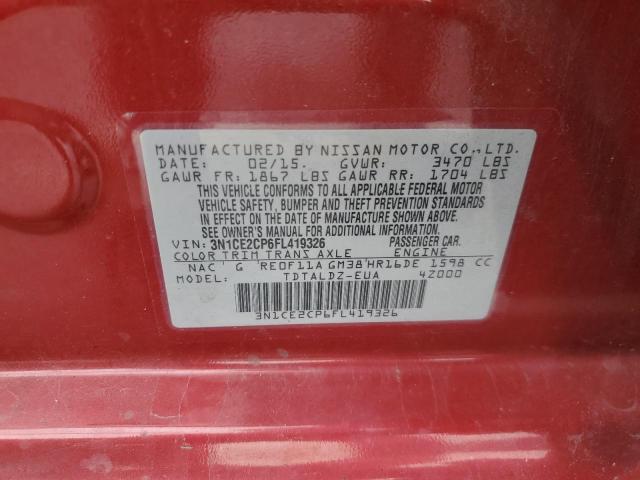 MANUFACTURED BY NISSAN MOTOR CO.,LTD.
DATE: 02/15. GVWR: 3470 LBS
GAWR FR: 1867 LBS GAWR RR: 1704 LBS
THIS VEHICLE CONFORMS TO ALL APPLICABLE FEDERAL MOTOR
VEHICLE SAFETY, BUMPER AND THEFT PREVENTION STANDARDS
IN EFFECT ON THE DATE OF MANUFACTURE SHOWN ABOVE.
SEE OWNER'S MANUAL FOR ADDITIONAL INFORMATION.
VIN: 3N1CE2CP6FL419326 PASSENGER CAR.
COLOR TRIM TRANS AXLE ENGINE
NAC G RE0F11A GM38 HR16DE 1598 CC
MODEL: TDTALDZ-EUA 4Z000
3N1CE2CP6FL419326